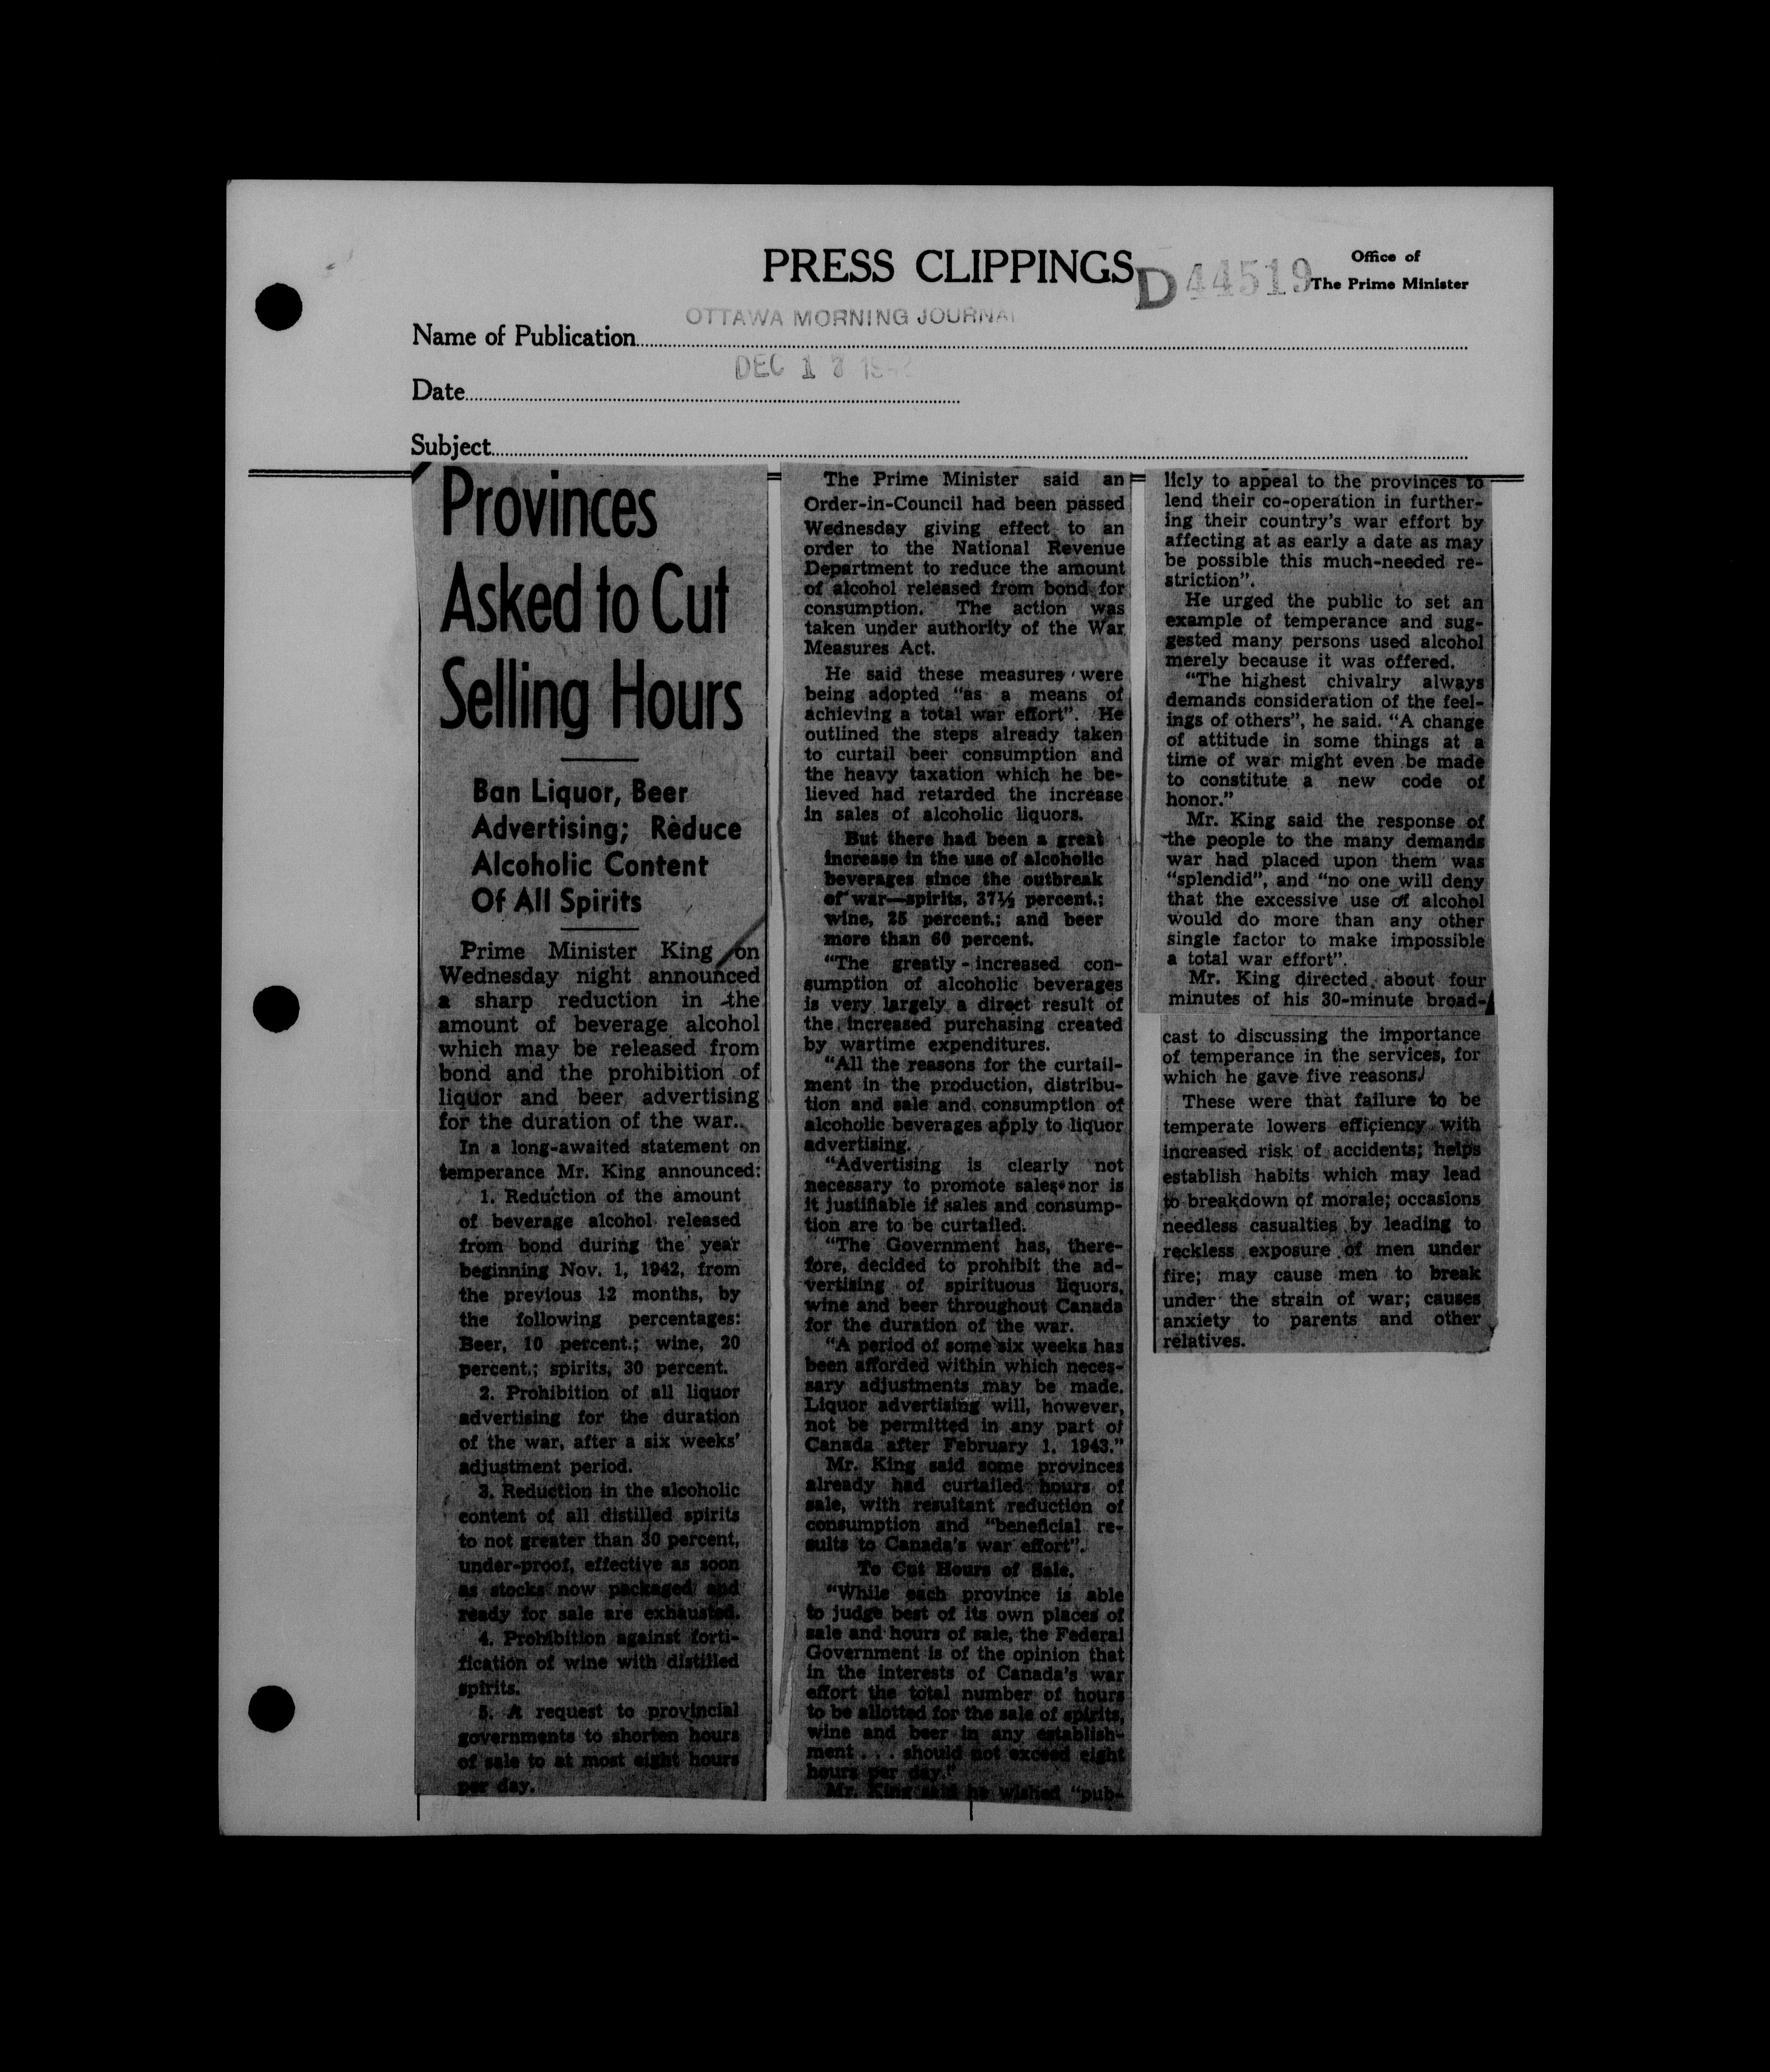 PRESS CLIPPINGS
D 44519
Office of
The Prime Minister
OTTAWA MORNING JOURNAL
Name of Publication
DEC 1 7 1942
Date
Subject
Provinces
Asked to Cut
Selling Hours
Ban Liquor, Beer
Advertising; Reduce
Alcoholic Content
Of All Spirits
Prime Minister King on
Wednesday night announced
a sharp reduction in the
amount of beverage alcohol
which may be released from
bond and the prohibition of
liquor and beer advertising
for the duration of the war.
In a long-awaited statement on
temperance Mr. King announced:
1. Reduction of the amount
of beverage alcohol released
from bond during the year
beginning Nov. 1, 1942, from
the previous 12 months, by
the following percentages:
Beer, 10 percent.; wine, 20
percent.; spirits, 30 percent.
2. Prohibition of all liquor
advertising for the duration
of the war, after a six weeks'
adjustment period.
3. Reduction in the alcoholic
content of all distilled spirits
to not greater than 30 percent,
under-proof, effective as soon
as stocks now packaged and
ready for sale are exhausted.
4. Prohibition against forti-
fication of wine with distilled
spirits.
5. A request to provincial
governments to shorten hours
of sale to at most eight hours
per day.
The Prime Minister said an
Order-in-Council had been passed
Wednesday giving effect to an
order to the National Revenue
Department to reduce the amount
of alcohol released from bond for
consumption. The action was
taken under authority of the War
Measures Act.
He said these measures were
being adopted "as a means of
achieving a total war effort". He
outlined the steps already taken
to curtail beer consumption and
the heavy taxation which he be-
lieved had retarded the increase
in sales of alcoholic liquors.
But there had been a great
increase in the use of alcoholic
beverages since the outbreak
of war—spirits, 37½ percent.;
wine, 25 percent.; and beer
more than 60 percent.
"The greatly-increased con-
sumption of alcoholic beverages
is very largely a direct result of
the increased purchasing created
by wartime expenditures.
"All the reasons for the curtail-
ment in the production, distribu-
tion and sale and consumption of
alcoholic beverages apply to liquor
advertising.
"Advertising is clearly not
necessary to promote sales nor is
it justifiable if sales and consump-
tion are to be curtailed.
"The Government has, there-
fore, decided to prohibit the ad-
vertising of spirituous liquors,
wine and beer throughout Canada
for the duration of the war.
"A period of some six weeks has
been afforded within which neces-
sary adjustments may be made.
Liquor advertising will, however,
not be permitted in any part of
Canada after February 1, 1943."
Mr. King said some provinces
already had curtailed hours of
sale, with resultant reduction of
consumption and "beneficial re-
sults to Canada's war effort".
To Cut Hours of Sale.
"While each province is able
to judge best of its own places of
sale and hours of sale, the Federal
Government is of the opinion that
in the interests of Canada's war
effort the total number of hours
to be allotted for the sale of spirits,
wine and beer in any establish-
ment . . . should not exceed eight
hours per day."
Mr. King said he wished "pub-
licly to appeal to the provinces to
lend their co-operation in further-
ing their country's war effort by
affecting at as early a date as may
be possible this much-needed re-
striction".
He urged the public to set an
example of temperance and sug-
gested many persons used alcohol
merely because it was offered.
"The highest chivalry always
demands consideration of the feel-
ings of others", he said. "A change
of attitude in some things at a
time of war might even be made
to constitute a new code of
honor."
Mr. King said the response of
the people to the many demands
war had placed upon them was
"splendid", and "no one will deny
that the excessive use of alcohol
would do more than any other
single factor to make impossible
a total war effort".
Mr. King directed about four
minutes of his 30-minute broad-
cast to discussing the importance
of temperance in the services, for
which he gave five reasons.
These were that failure to be
temperate lowers efficiency with
increased risk of accidents; helps
establish habits which may lead
to breakdown of morale; occasions
needless casualties by leading to
reckless exposure of men under
fire; may cause men to break
under the strain of war; causes
anxiety to parents and other
relatives.